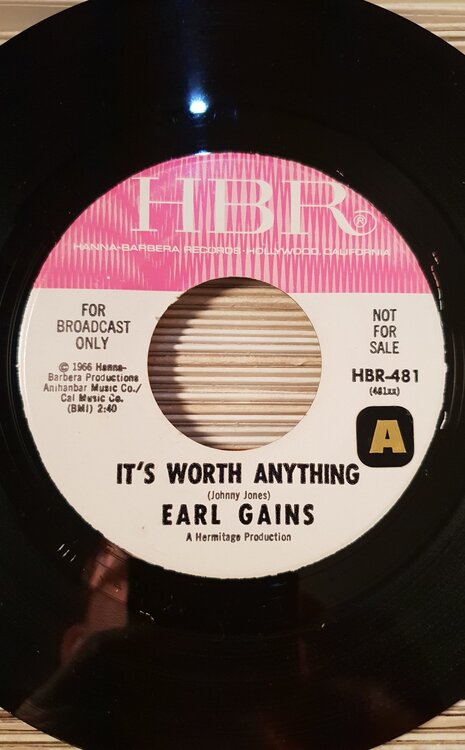 HBR®
HANNA-BARBERA RECORDS · HOLLYWOOD, CALIFORNIA
FOR
BROADCAST
ONLY
© 1966 Hanna-
Barbera Productions
Anihanbar Music Co./
Cal Music Co.
(BMI) 2:40
NOT
FOR
SALE
HBR-481
(481xx)
A
IT'S WORTH ANYTHING
(Johnny Jones)
EARL GAINS
A Hermitage Production